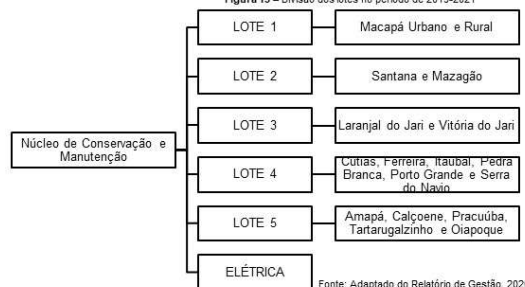 Figura 15 – Divisão dos lotes no período de 2015-2021
LOTE 1
Macapá Urbano e Rural
LOTE 2
Santana e Mazagão
LOTE 3
Laranjal do Jari e Vitória do Jari
Núcleo de Conservação e
Manutenção
LOTE 4
Cutias, Ferreira, Itaubal, Pedra
Branca, Porto Grande e Serra
do Navio
LOTE 5
Amapá, Calçoene, Pracuúba,
Tartarugalzinho e Oiapoque
ELÉTRICA
Fonte: Adaptado do Relatório de Gestão, 202